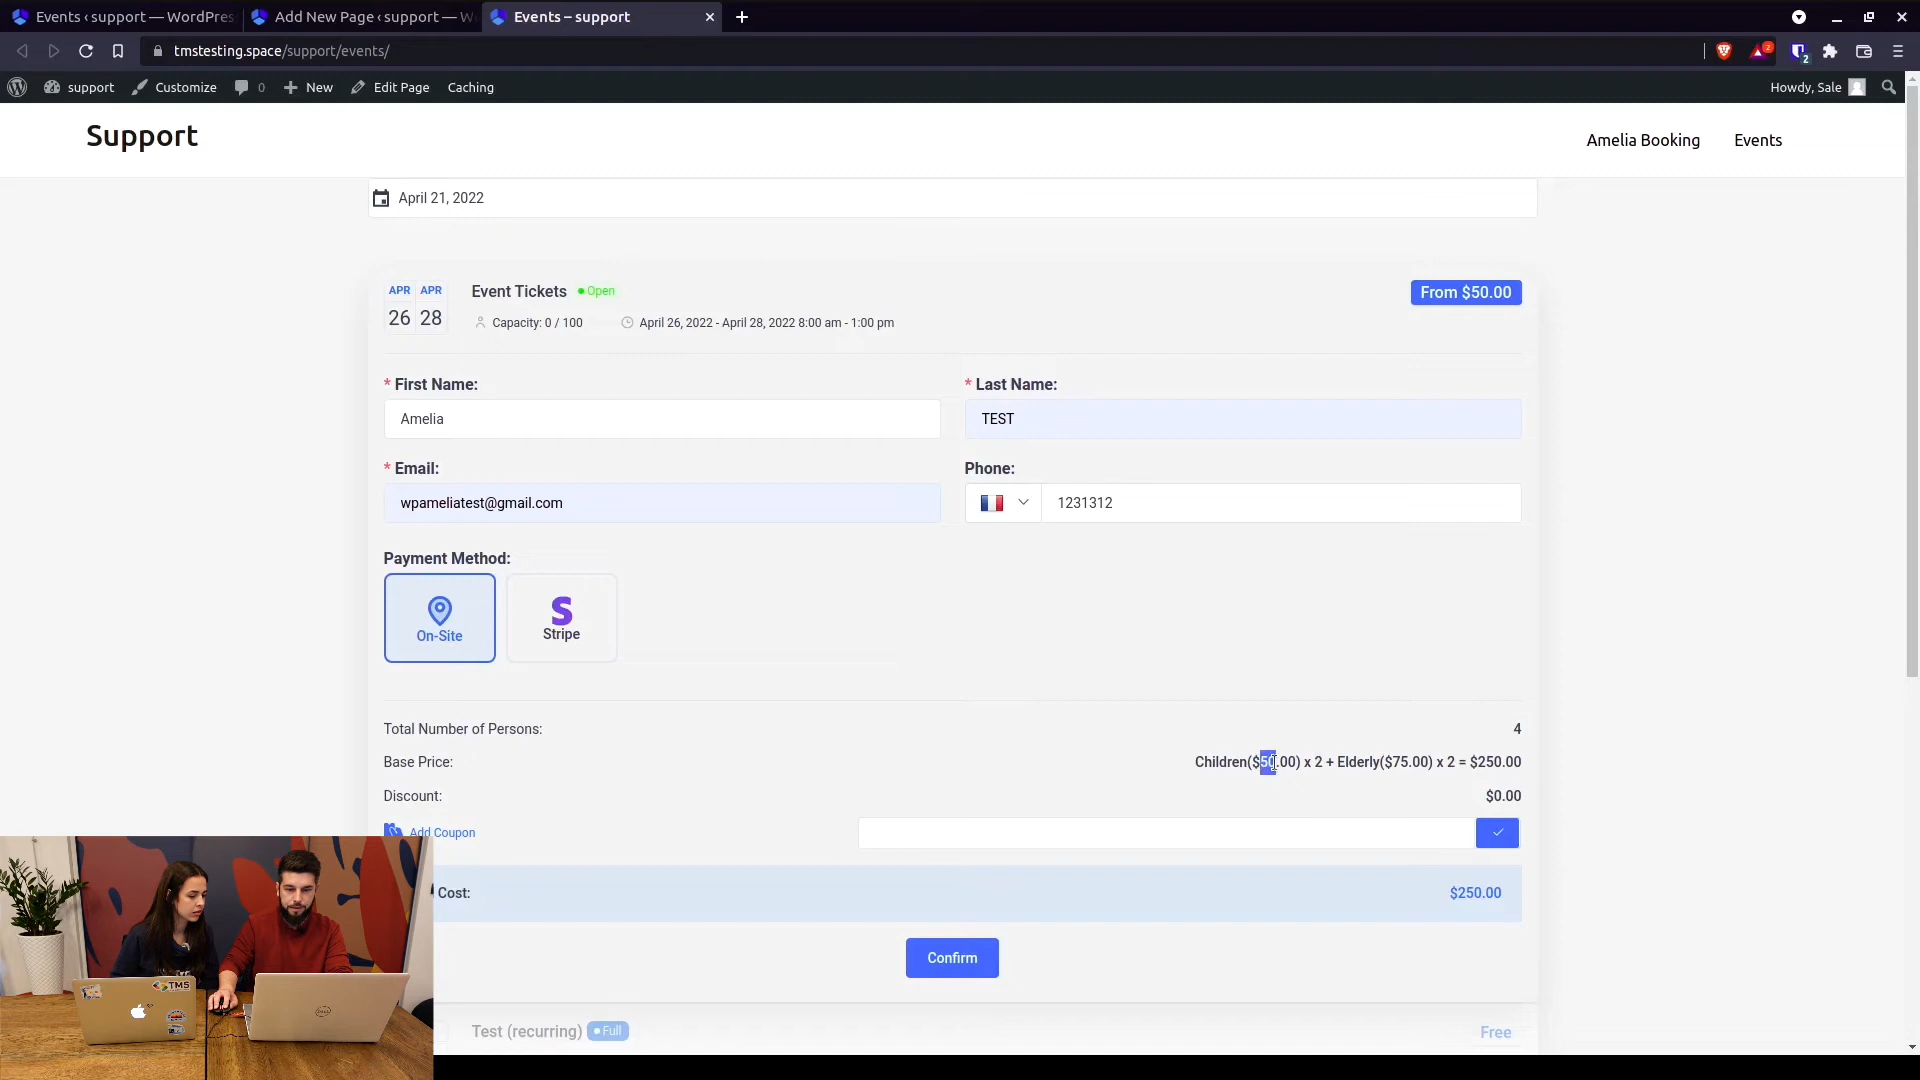 Events ‹ support — WordPres
Add New Page ‹ support — W
Events – support
tmstesting.space/support/events/
2
2
support
Customize
0
New
Edit Page
Caching
Howdy, Sale
Support
Amelia Booking
Events
April 21, 2022
APR
APR
26
28
Event Tickets
Open
From $50.00
Capacity: 0 / 100
April 26, 2022 - April 28, 2022 8:00 am - 1:00 pm
* First Name:
* Last Name:
Amelia
TEST
* Email:
Phone:
wpameliatest@gmail.com
1231312
Payment Method:
On-Site
S
Stripe
Total Number of Persons:
4
Base Price:
Children($50.00) x 2 + Elderly($75.00) x 2 = $250.00
Discount:
$0.00
Add Coupon
Cost:
$250.00
Confirm
Test (recurring)
Full
Free
TMS
DELL